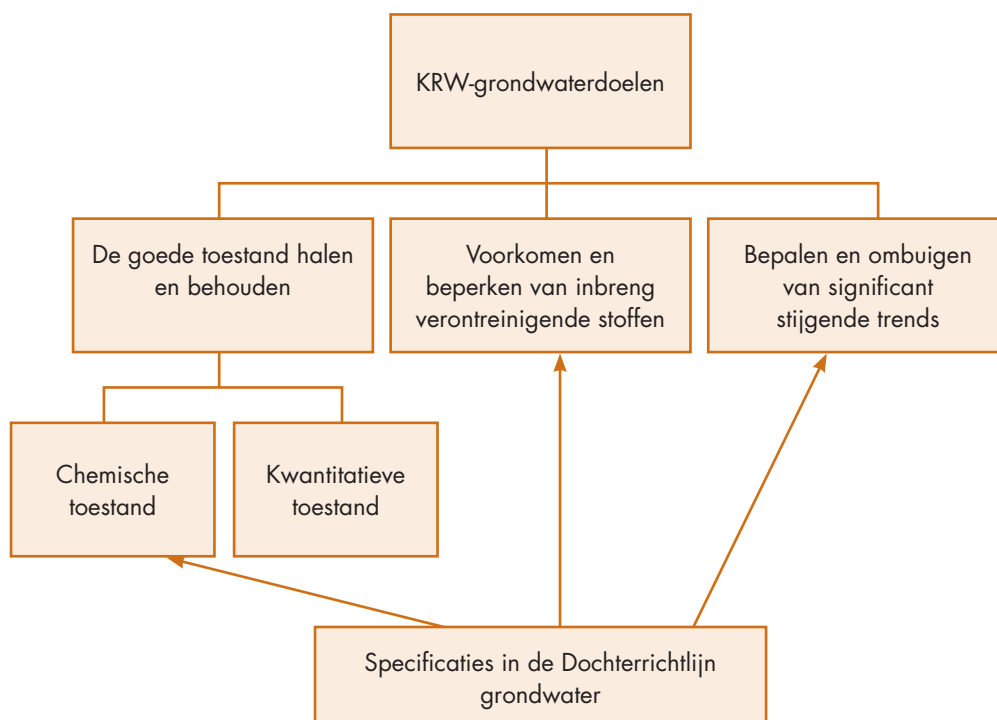 KRW-grondwaterdoelen
De goede toestand halen
en behouden
Voorkomen en
beperken van inbreng
verontreinigende stoffen
Bepalen en ombuigen
van significant
stijgende trends
Chemische
toestand
Kwantitatieve
toestand
Specificaties in de Dochterrichtlijn
grondwater